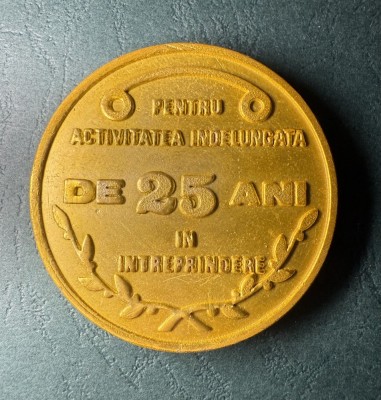 PENTRU
ACTIVITATEA INDELUNGATA
DE 25 ANI
IN
INTREPRINDERE